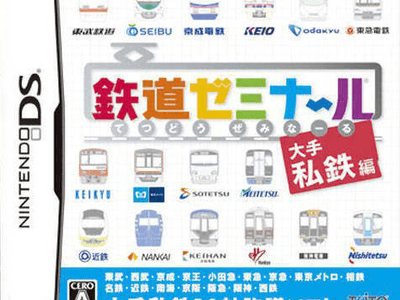 NINTENDO DS
東武鉄道 SEIBU 京成電鉄 KEIO ODAKYU 東急電鉄
鉄道ゼミナール
てつどうぜみなーる
大手
私鉄編
KEIKYU SOTETSU MEITETSU
近鉄 NANKAI KEIHAN Nishitetsu
東武・西武・京成・京王・小田急・東急・京急・東京メトロ・相鉄
名鉄・近鉄・南海・京阪・阪急・阪神・西鉄
CERO
A